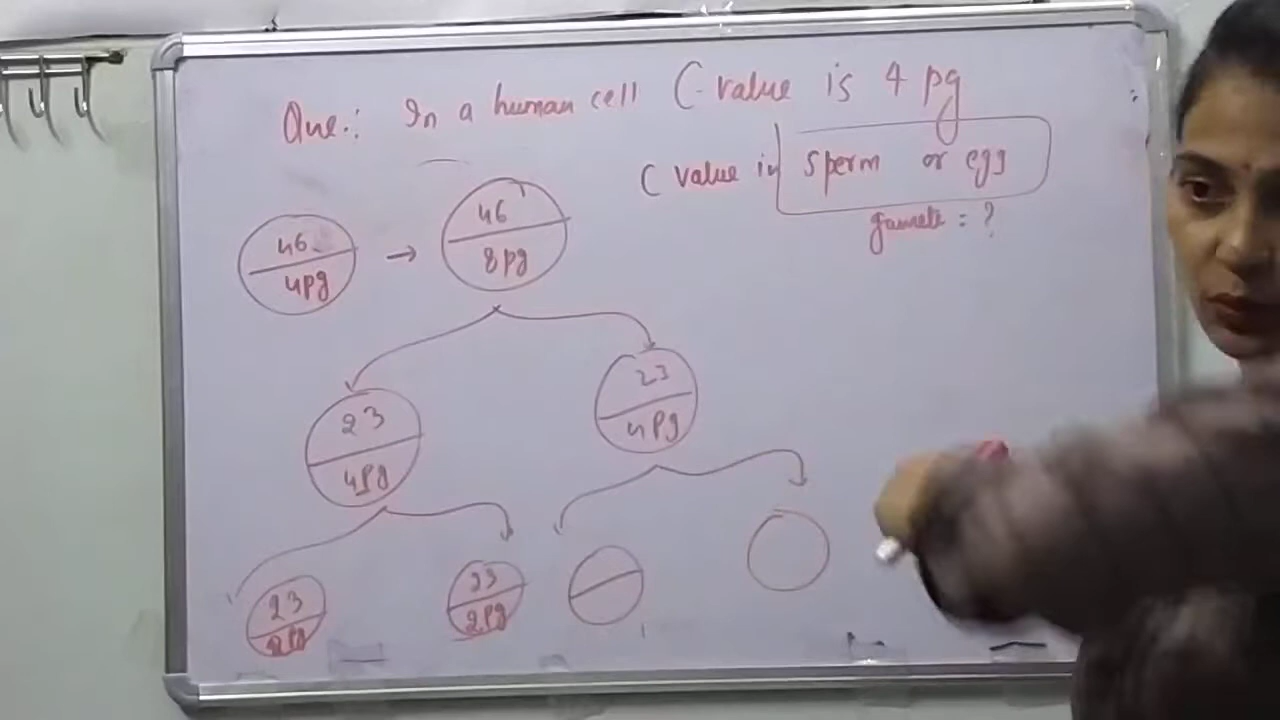 Que.: In a human cell C-value is 4 pg
C value in sperm or egg
gamete = ?
46
4pg
→
46
8pg
23
4pg
23
4pg
23
2pg
23
2pg